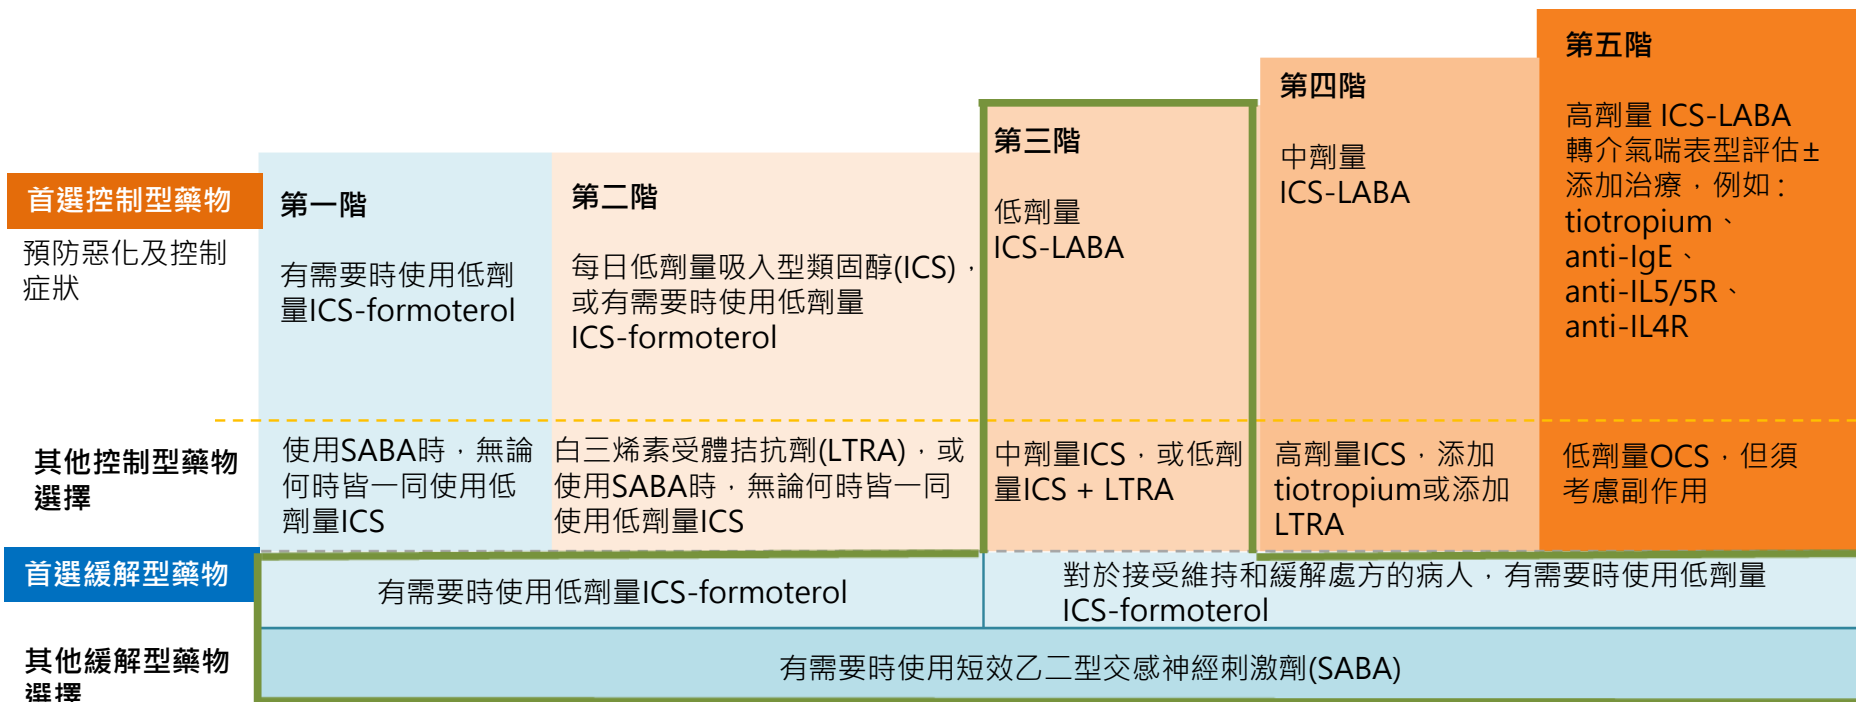 首選控制型藥物
預防惡化及控制
症狀
第一階
有需要時使用低劑
量ICS-formoterol
第二階
每日低劑量吸入型類固醇(ICS)，
或有需要時使用低劑量
ICS-formoterol
第三階
低劑量
ICS-LABA
第四階
中劑量
ICS-LABA
第五階
高劑量 ICS-LABA
轉介氣喘表型評估±
添加治療，例如：
tiotropium、
anti-IgE、
anti-IL5/5R、
anti-IL4R
其他控制型藥物
選擇
使用SABA時，無論
何時皆一同使用低
劑量ICS
白三烯素受體拮抗劑(LTRA)，或
使用SABA時，無論何時皆一同
使用低劑量ICS
中劑量ICS，或低劑
量ICS + LTRA
高劑量ICS，添加
tiotropium或添加
LTRA
低劑量OCS，但須
考慮副作用
首選緩解型藥物
有需要時使用低劑量ICS-formoterol
對於接受維持和緩解處方的病人，有需要時使用低劑量
ICS-formoterol
其他緩解型藥物
選擇
有需要時使用短效乙二型交感神經刺激劑(SABA)